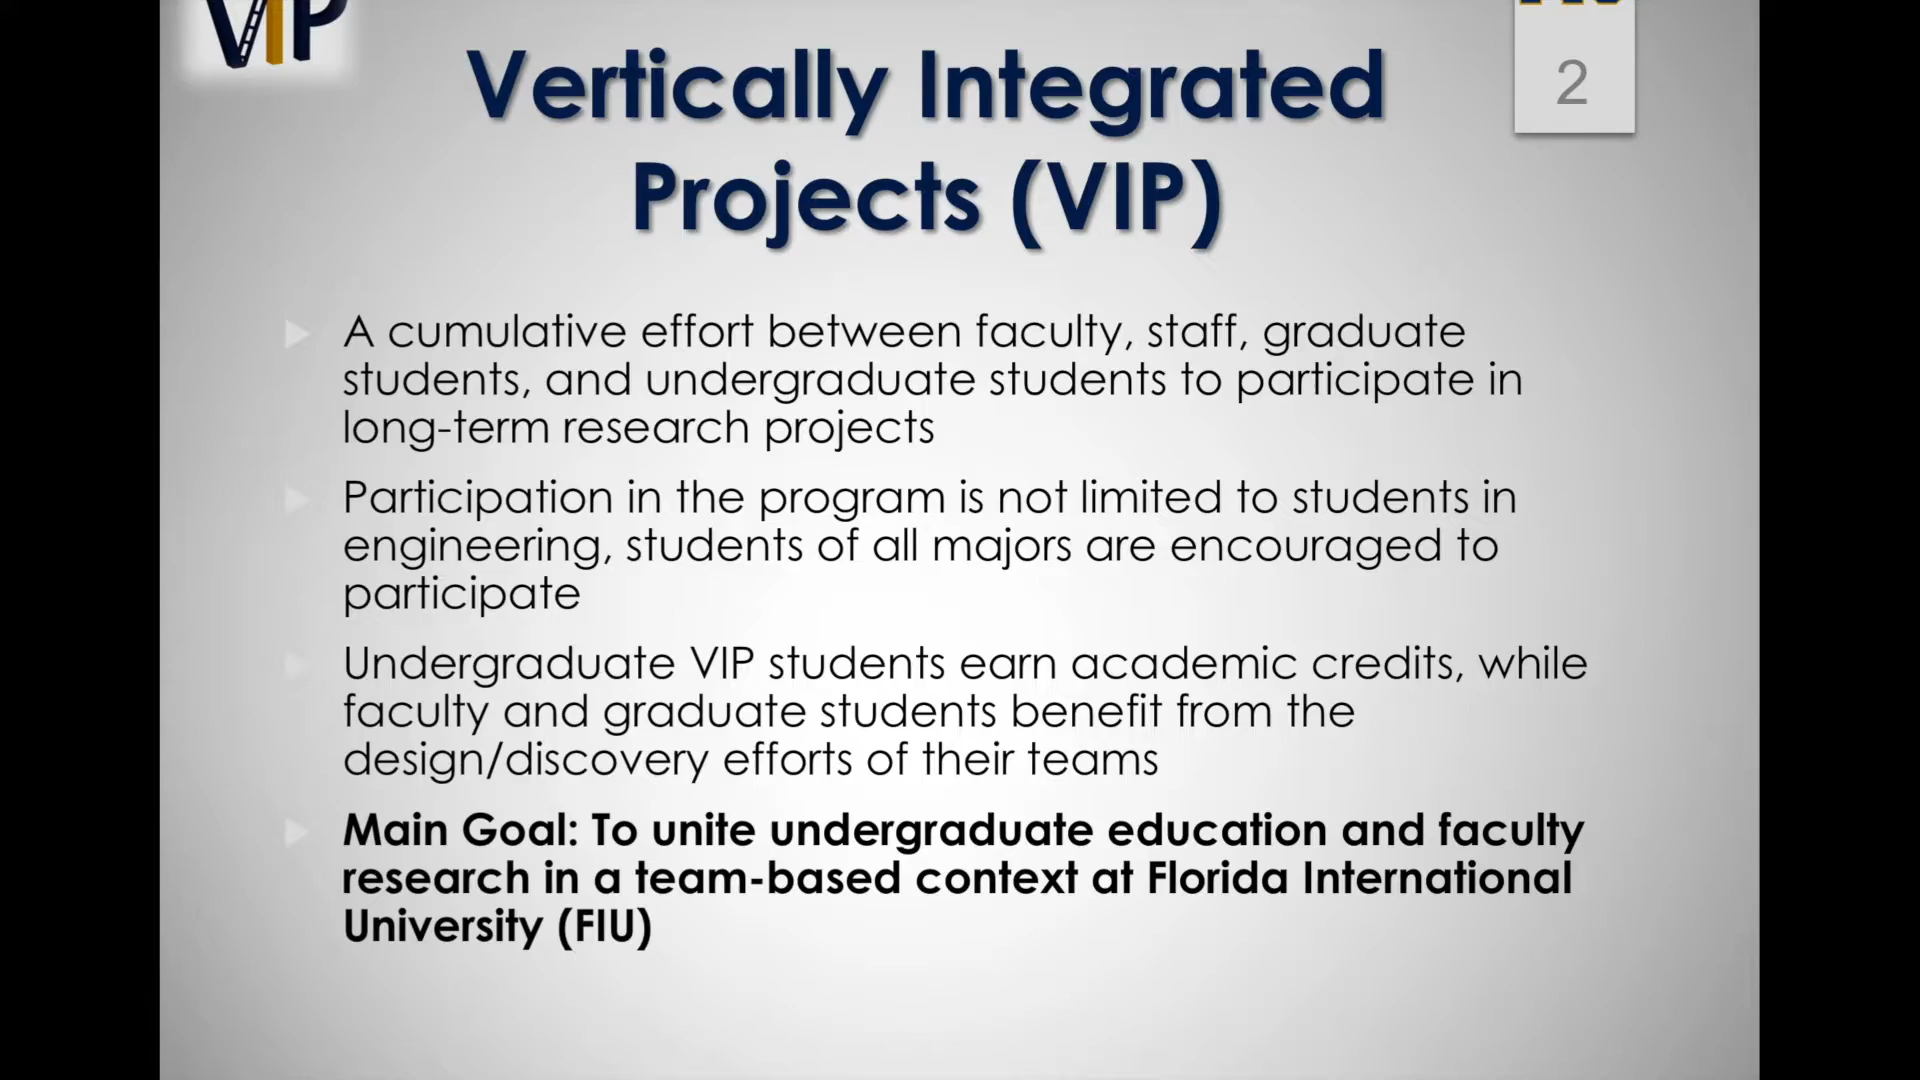 VIP
Vertically Integrated
Projects (VIP)
2
A cumulative effort between faculty, staff, graduate
students, and undergraduate students to participate in
long-term research projects
Participation in the program is not limited to students in
engineering, students of all majors are encouraged to
participate
Undergraduate VIP students earn academic credits, while
faculty and graduate students benefit from the
design/discovery efforts of their teams
Main Goal: To unite undergraduate education and faculty
research in a team-based context at Florida International
University (FIU)